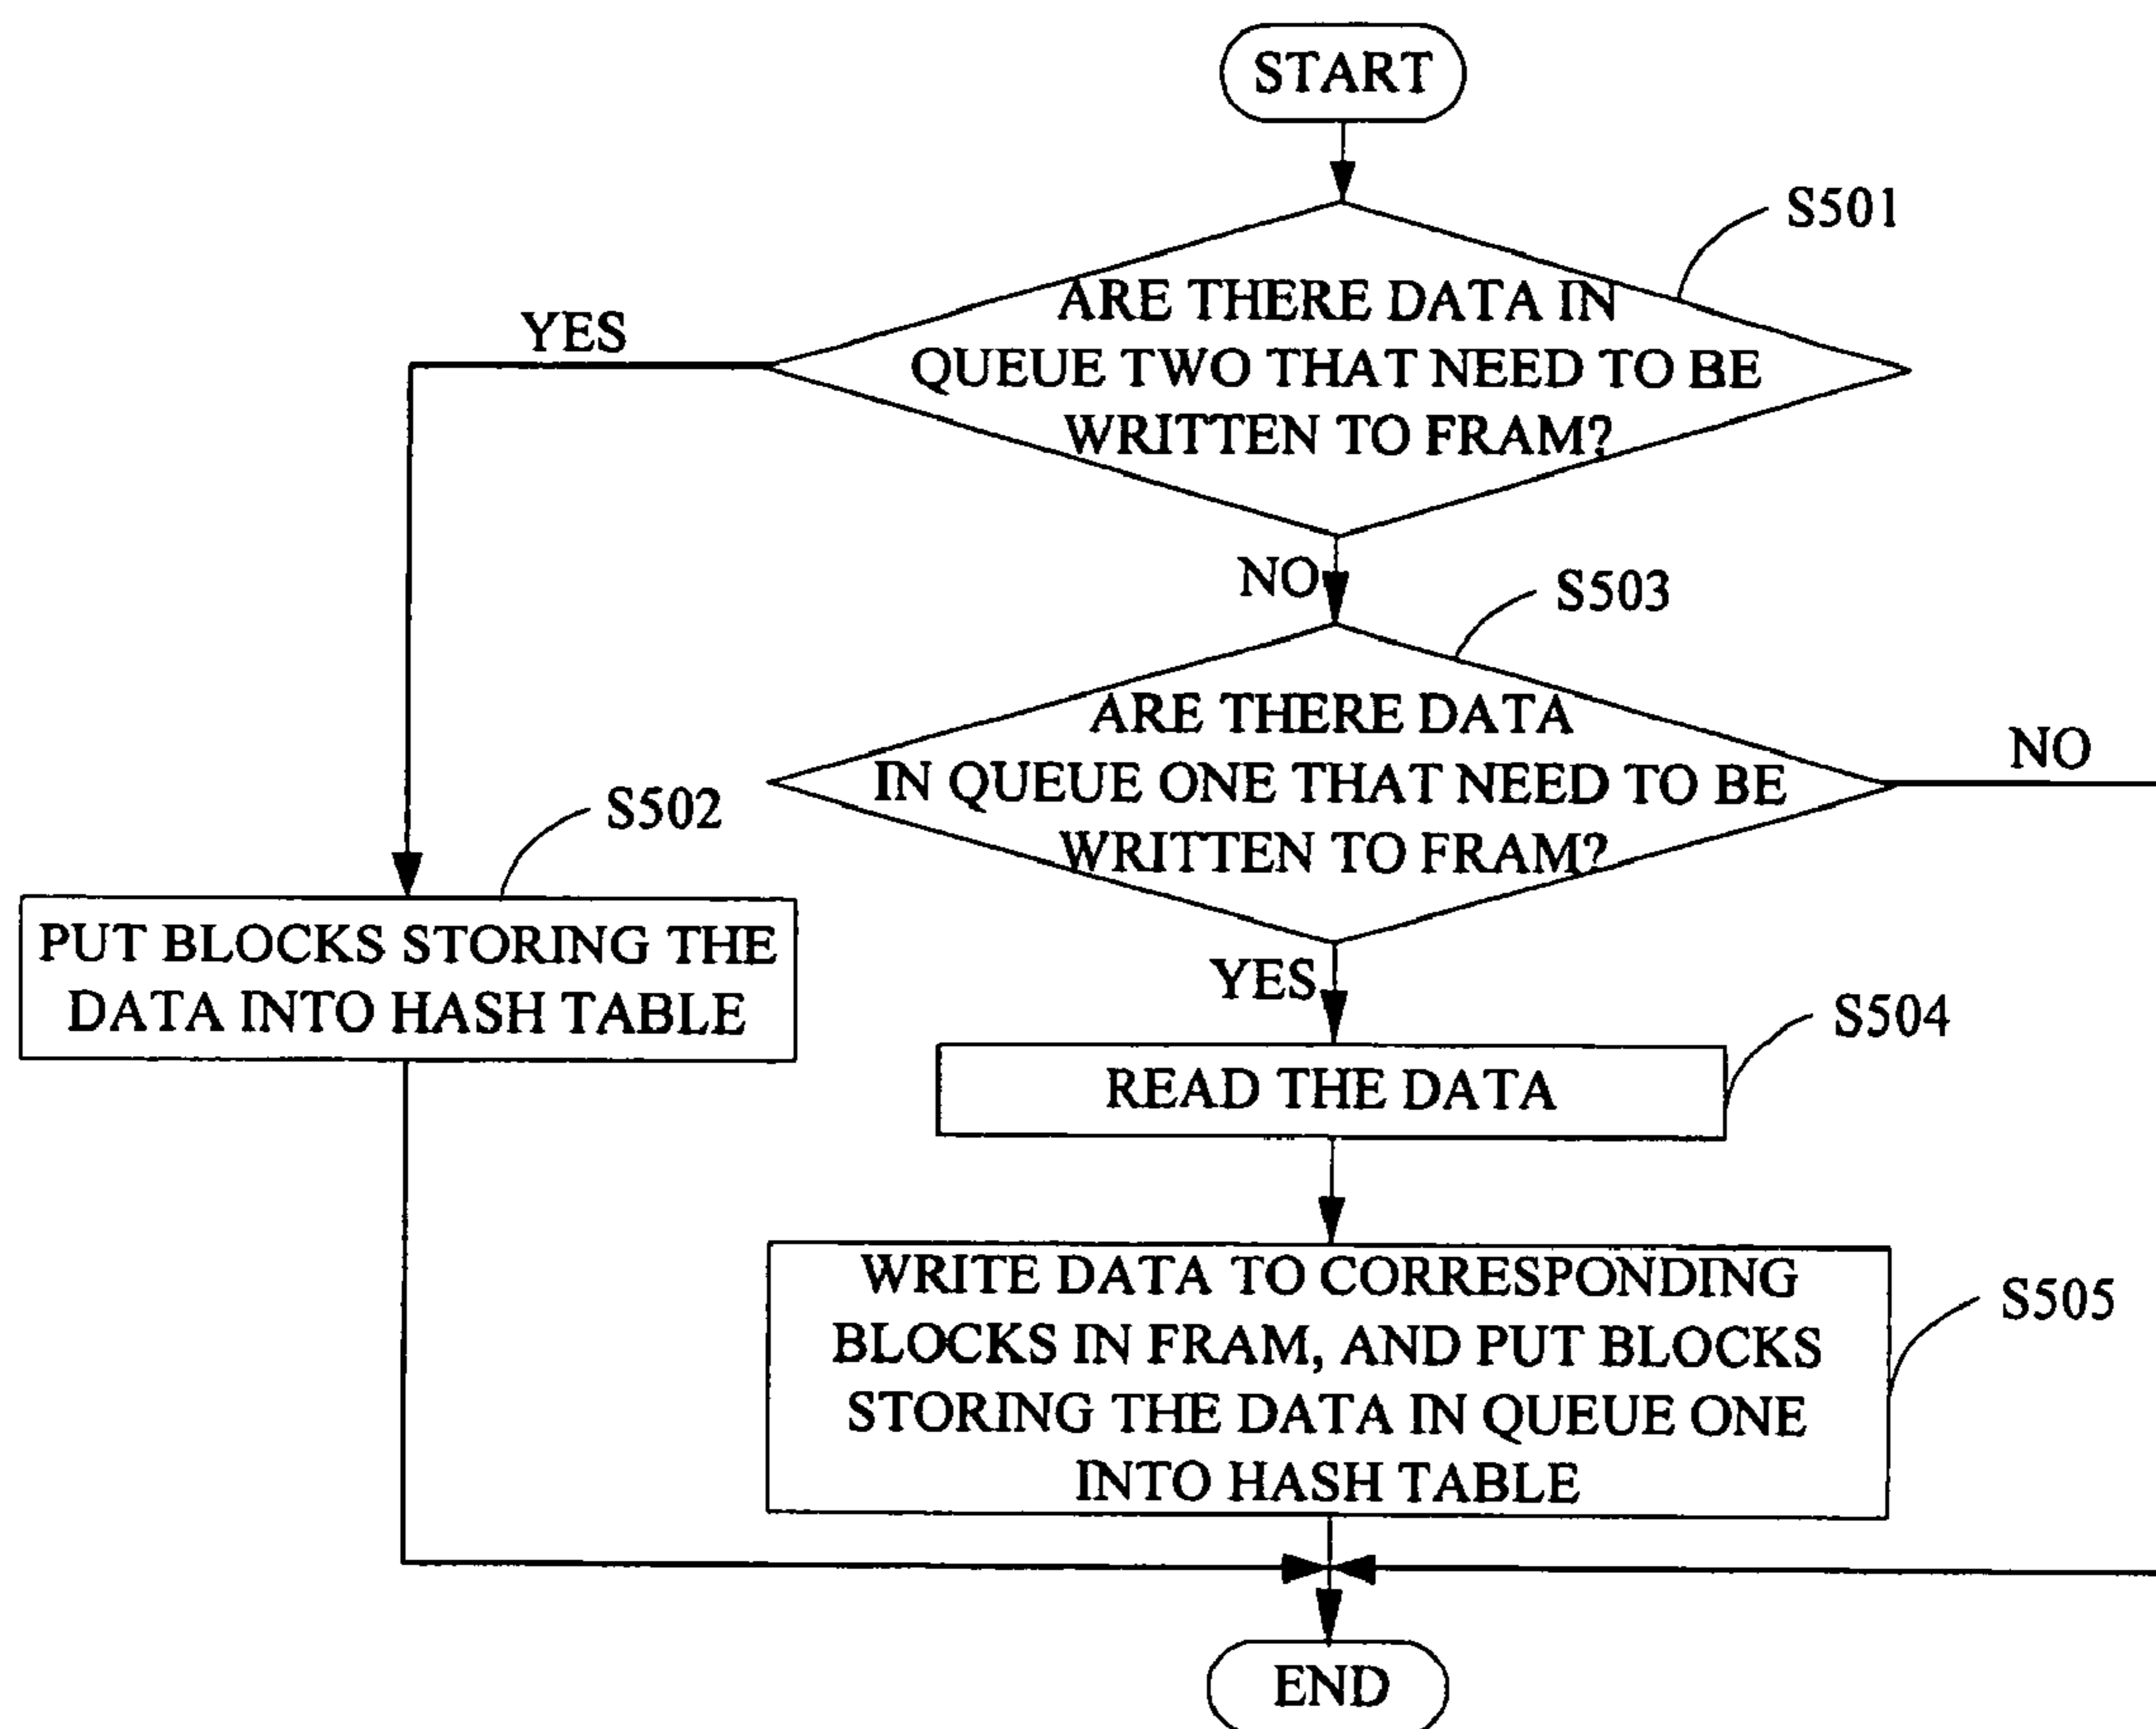 START
S501
ARE THERE DATA IN
QUEUE TWO THAT NEED TO BE
WRITTEN TO FRAM?
YES
NO
S503
ARE THERE DATA
IN QUEUE ONE THAT NEED TO BE
WRITTEN TO FRAM?
NO
S502
PUT BLOCKS STORING THE
DATA INTO HASH TABLE
YES
S504
READ THE DATA
WRITE DATA TO CORRESPONDING
BLOCKS IN FRAM, AND PUT BLOCKS
STORING THE DATA IN QUEUE ONE
INTO HASH TABLE
S505
END